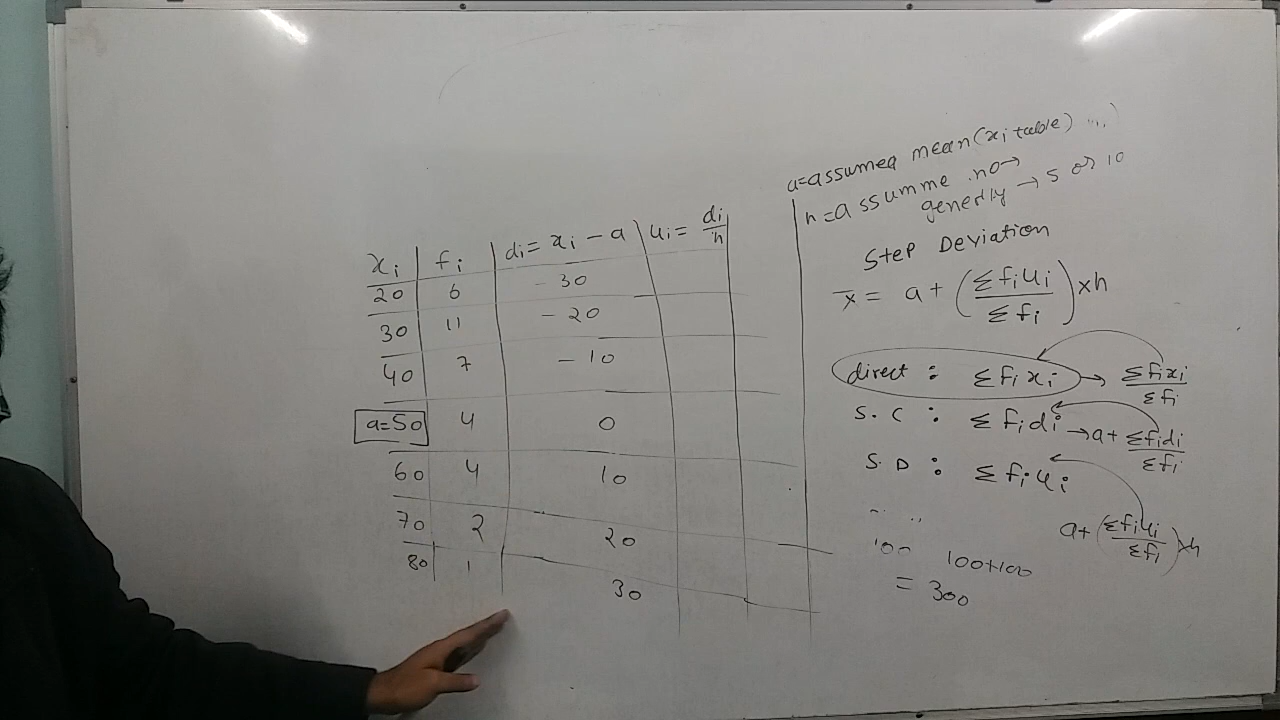 a=assumed mean(xi table)
h=assumme no→
generlly → 5 or 10
xi fi di= xi - a ui= di/h
20 6 -30
30 11 -20
40 7 -10
a=50 4 0
60 4 10
70 2 20
80 1 30
Step Deviation
x̄ = a + (Σfiui/Σfi) xh
direct : Σfixi → Σfixi/Σfi
S.C : Σfidi → a+ Σfidi/Σfi
S.D : Σfiui
a+(Σfiui/Σfi)xh
100+100
= 300